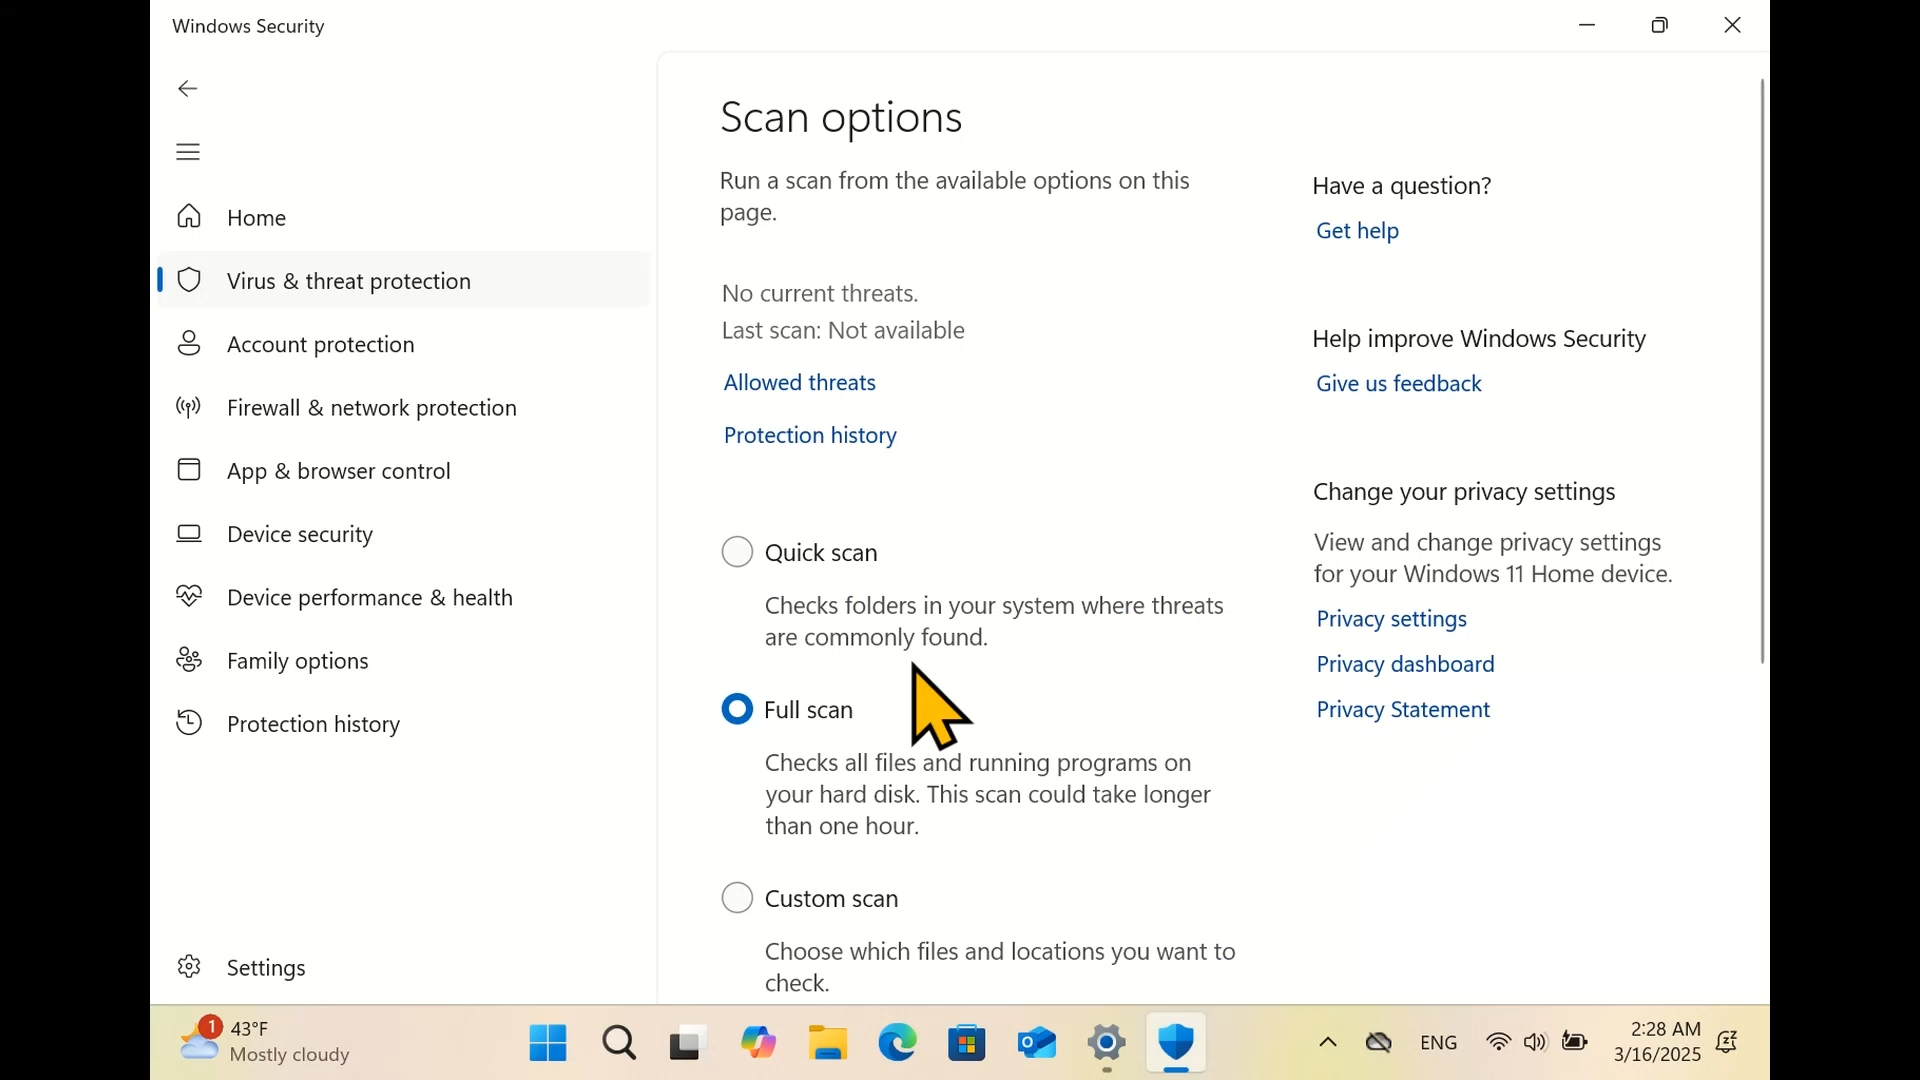 Windows Security
Home
Virus & threat protection
Account protection
Firewall & network protection
App & browser control
Device security
Device performance & health
Family options
Protection history
Settings
Scan options
Run a scan from the available options on this
page.
No current threats.
Last scan: Not available
Allowed threats
Protection history
Quick scan
Checks folders in your system where threats
are commonly found.
Full scan
Checks all files and running programs on
your hard disk. This scan could take longer
than one hour.
Custom scan
Choose which files and locations you want to
check.
Have a question?
Get help
Help improve Windows Security
Give us feedback
Change your privacy settings
View and change privacy settings
for your Windows 11 Home device.
Privacy settings
Privacy dashboard
Privacy Statement
1
43°F
Mostly cloudy
ENG
2:28 AM
3/16/2025